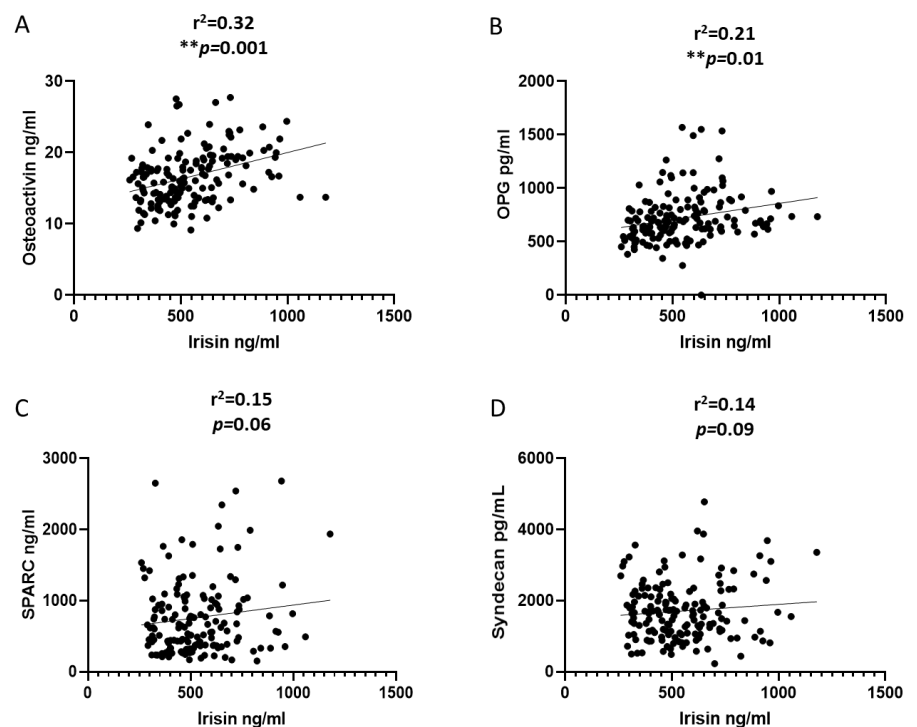 A
r²=0.32
**p=0.001
Osteoactivin ng/ml
30
20
10
0
0 500 1000 1500
Irisin ng/ml
B
r²=0.21
**p=0.01
OPG pg/ml
2000
1500
1000
500
0
0 500 1000 1500
Irisin ng/ml
C
r²=0.15
p=0.06
SPARC ng/ml
3000
2000
1000
0
0 500 1000 1500
Irisin ng/ml
D
r²=0.14
p=0.09
Syndecan pg/mL
6000
4000
2000
0
0 500 1000 1500
Irisin ng/ml